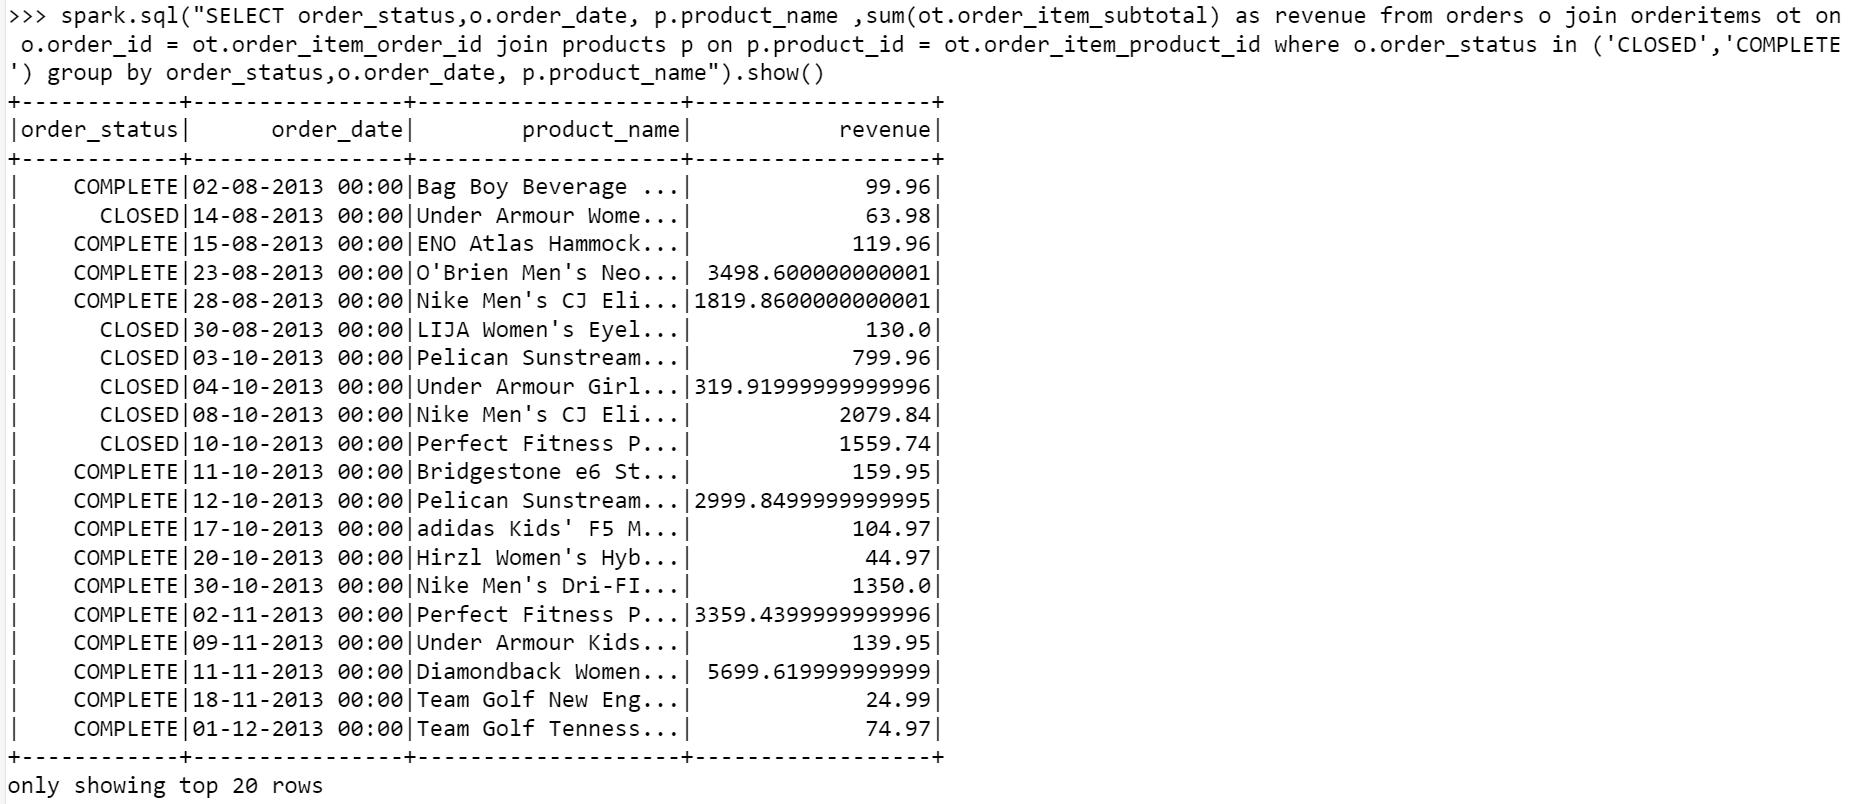 >>> spark.sql("SELECT order_status,o.order_date, p.product_name ,sum(ot.order_item_subtotal) as revenue from orders o join orderitems ot on
 o.order_id = ot.order_item_order_id join products p on p.product_id = ot.order_item_product_id where o.order_status in ('CLOSED','COMPLETE
') group by order_status,o.order_date, p.product_name").show()
+------------+----------------+--------------------+------------------+
|order_status|      order_date|        product_name|           revenue|
+------------+----------------+--------------------+------------------+
|    COMPLETE|02-08-2013 00:00|Bag Boy Beverage ...|             99.96|
|      CLOSED|14-08-2013 00:00|Under Armour Wome...|             63.98|
|    COMPLETE|15-08-2013 00:00|ENO Atlas Hammock...|            119.96|
|    COMPLETE|23-08-2013 00:00|O'Brien Men's Neo...| 3498.600000000001|
|    COMPLETE|28-08-2013 00:00|Nike Men's CJ Eli...|1819.8600000000001|
|      CLOSED|30-08-2013 00:00|LIJA Women's Eyel...|             130.0|
|      CLOSED|03-10-2013 00:00|Pelican Sunstream...|            799.96|
|      CLOSED|04-10-2013 00:00|Under Armour Girl...|319.91999999999996|
|      CLOSED|08-10-2013 00:00|Nike Men's CJ Eli...|           2079.84|
|      CLOSED|10-10-2013 00:00|Perfect Fitness P...|           1559.74|
|    COMPLETE|11-10-2013 00:00|Bridgestone e6 St...|            159.95|
|    COMPLETE|12-10-2013 00:00|Pelican Sunstream...|2999.8499999999995|
|    COMPLETE|17-10-2013 00:00|adidas Kids' F5 M...|            104.97|
|    COMPLETE|20-10-2013 00:00|Hirzl Women's Hyb...|             44.97|
|    COMPLETE|30-10-2013 00:00|Nike Men's Dri-FI...|            1350.0|
|    COMPLETE|02-11-2013 00:00|Perfect Fitness P...|3359.4399999999996|
|    COMPLETE|09-11-2013 00:00|Under Armour Kids...|            139.95|
|    COMPLETE|11-11-2013 00:00|Diamondback Women...| 5699.619999999999|
|    COMPLETE|18-11-2013 00:00|Team Golf New Eng...|             24.99|
|    COMPLETE|01-12-2013 00:00|Team Golf Tenness...|             74.97|
+------------+----------------+--------------------+------------------+
only showing top 20 rows